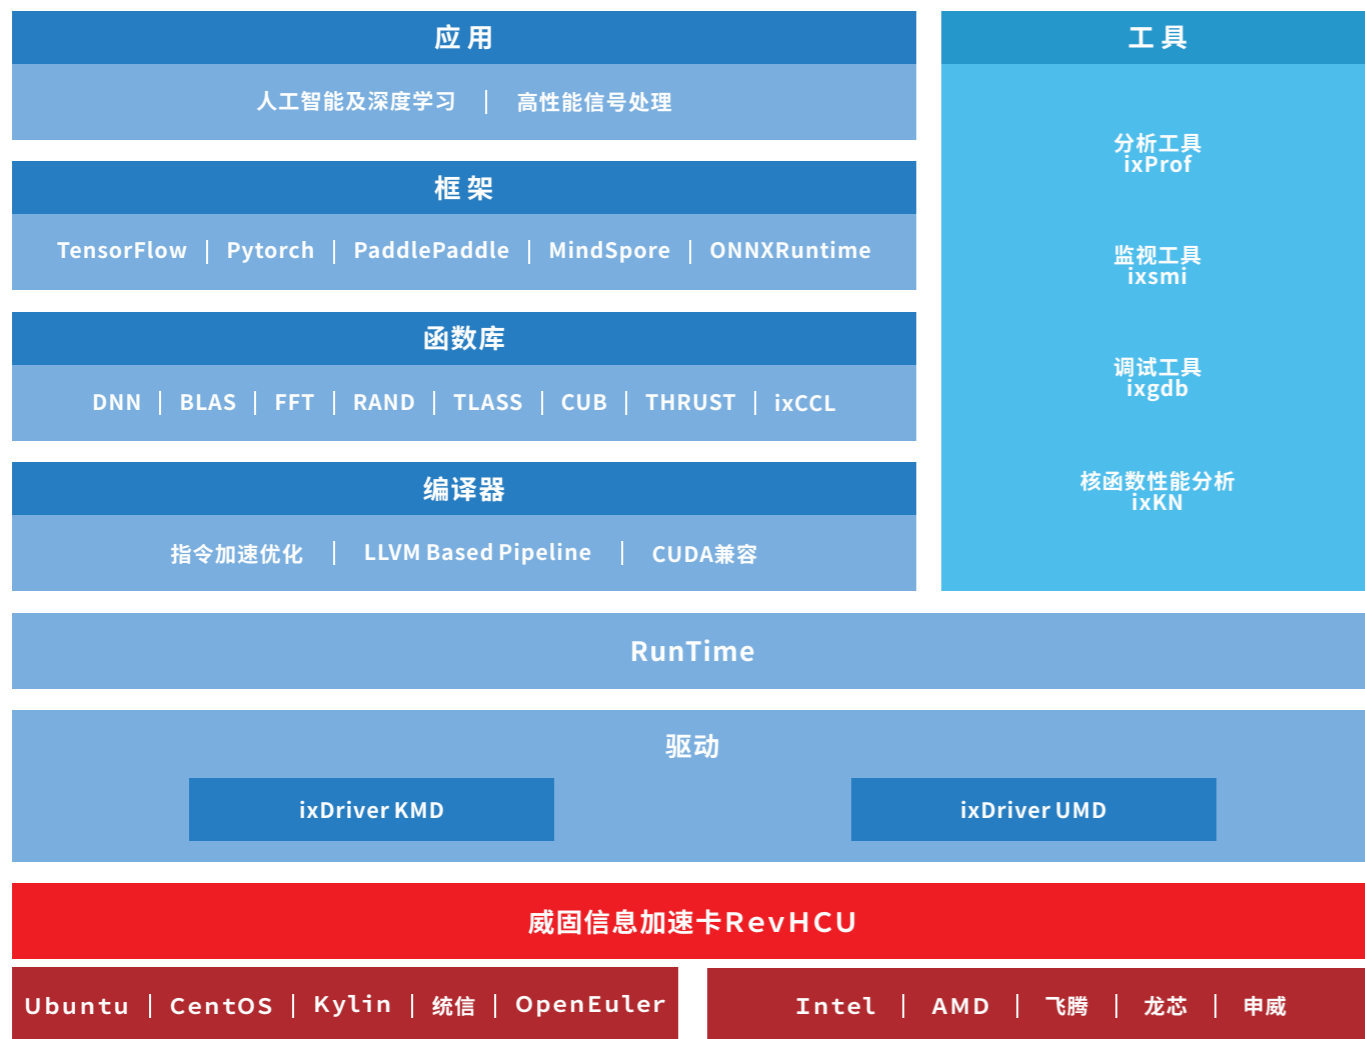 应用
人工智能及深度学习 | 高性能信号处理
框架
TensorFlow | Pytorch | PaddlePaddle | MindSpore | ONNXRuntime
函数库
DNN | BLAS | FFT | RAND | TLASS | CUB | THRUST | ixCCL
编译器
指令加速优化 | LLVM Based Pipeline | CUDA兼容
工具
分析工具
ixProf
监视工具
ixsmi
调试工具
ixgdb
核函数性能分析
ixKN
RunTime
驱动
ixDriver KMD
ixDriver UMD
威固信息加速卡RevHCU
Ubuntu | CentOS | Kylin | 统信 | OpenEuler
Intel | AMD | 飞腾 | 龙芯 | 申威